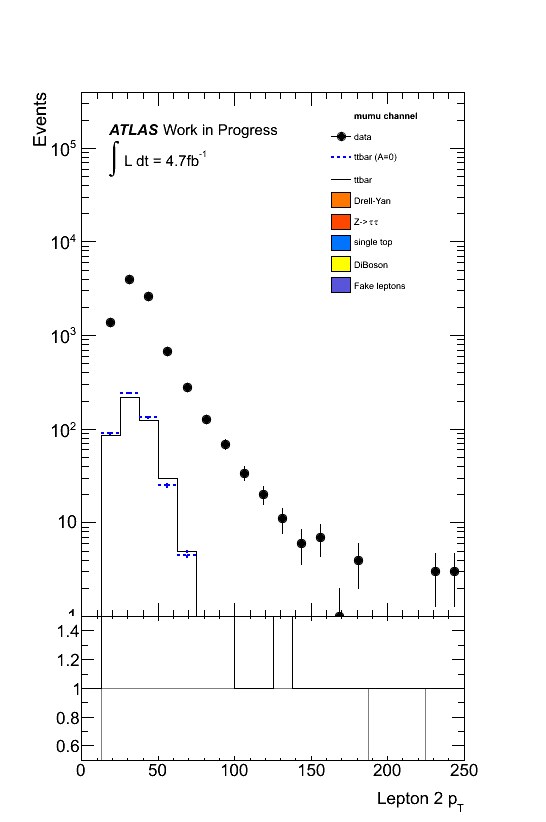 Events
ATLAS Work in Progress
∫ L dt = 4.7fb⁻¹
mumu channel
data
ttbar (A=0)
ttbar
Drell-Yan
Z->ττ
single top
DiBoson
Fake leptons
10⁵
10⁴
10³
10²
10
1
1.4
1.2
1
0.8
0.6
0 50 100 150 200 250
Lepton 2 p_T